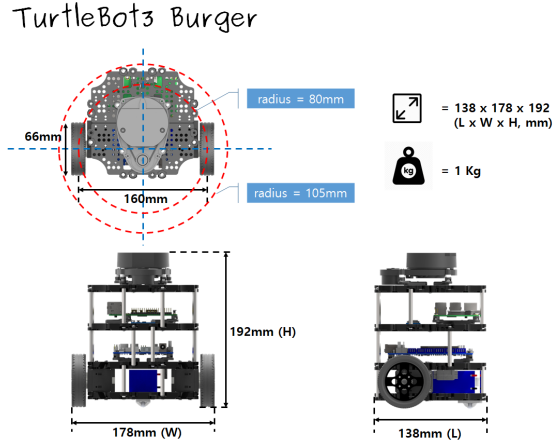 TurtleBot3 Burger
radius = 80mm
= 138 x 178 x 192
(L x W x H, mm)
66mm
kg
= 1 Kg
radius = 105mm
160mm
192mm (H)
178mm (W)
138mm (L)